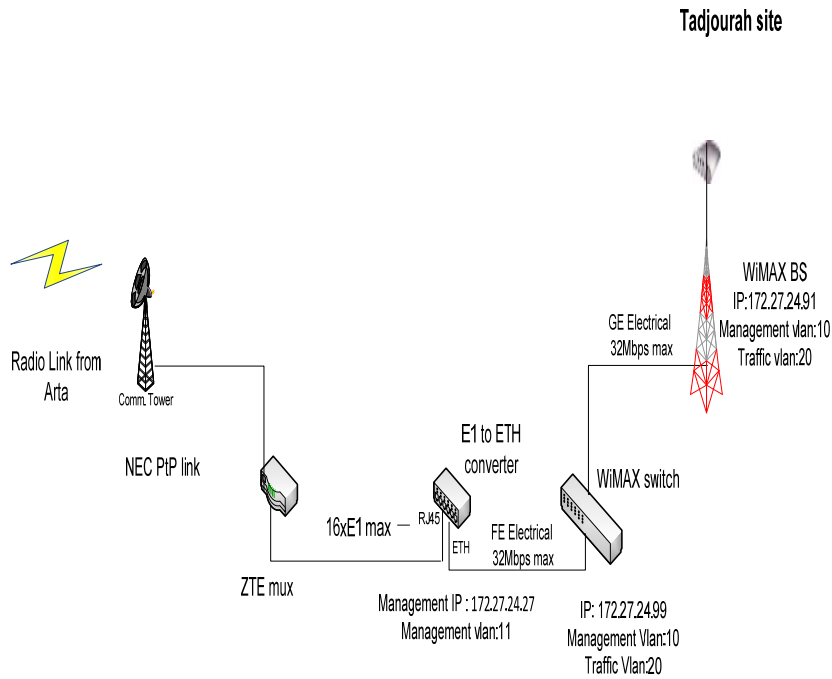 Tadjourah site
WiMAX BS
IP:172.27.24.91
Management vlan:10
Traffic vlan:20
GE Electrical
32Mbps max
Radio Link from
Arta
Comm. Tower
NEC PtP link
E1 to ETH
converter
WiMAX switch
16xE1 max
RJ45
ETH
FE Electrical
32Mbps max
ZTE mux
Management IP : 172.27.24.27
Management vlan:11
IP: 172.27.24.99
Management Vlan:10
Traffic Vlan:20